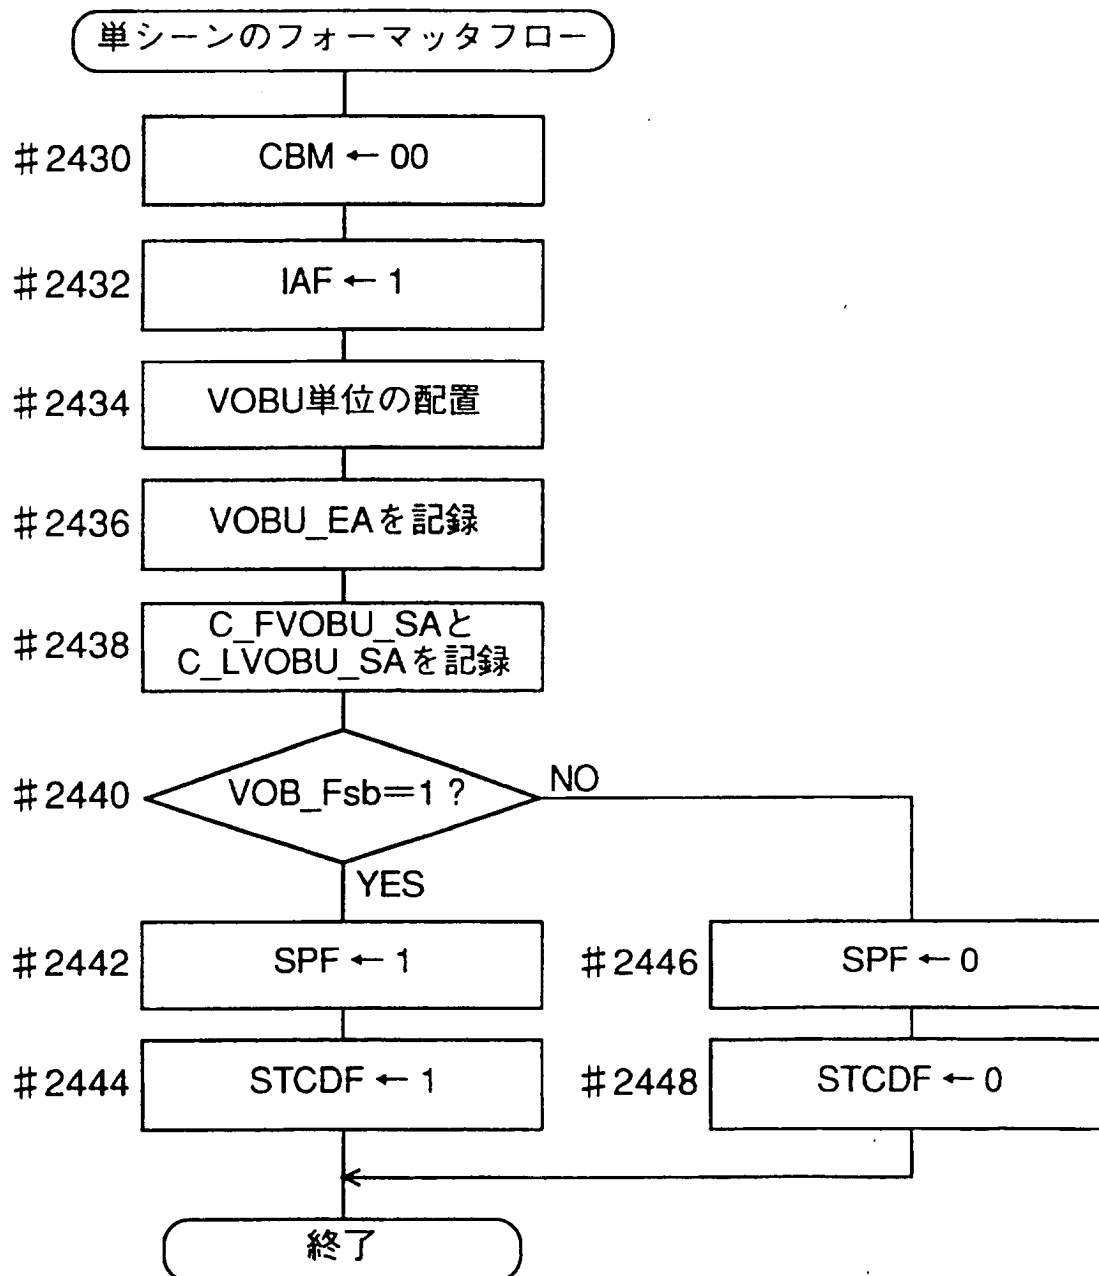 単シーンのフォーマッタフロー
#2430
CBM ← 00
#2432
IAF ← 1
#2434
VOBU単位の配置
#2436
VOBU_EAを記録
#2438
C_FVOBU_SAと
C_LVOBU_SAを記録
#2440
VOB_Fsb=1?
NO
YES
#2442
SPF ← 1
#2446
SPF ← 0
#2444
STCDF ← 1
#2448
STCDF ← 0
終了